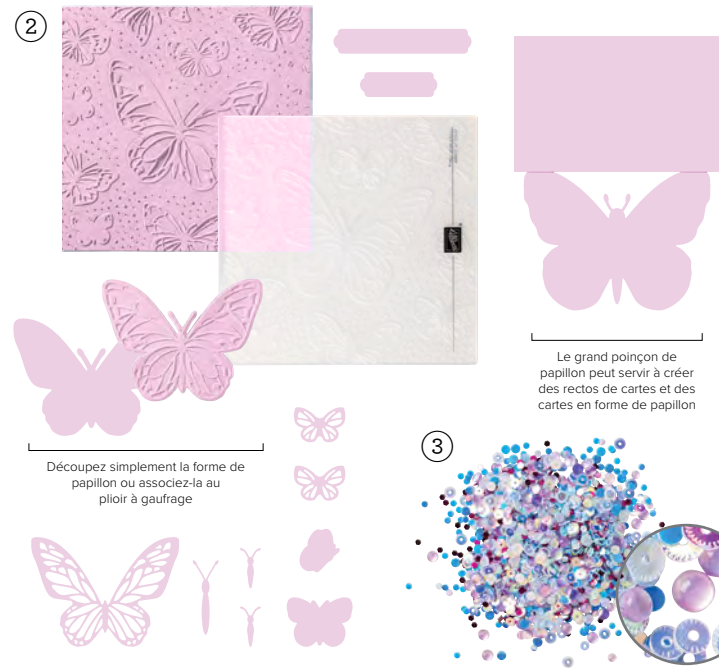 2
Le grand poinçon de
papillon peut servir à créer
des rectos de cartes et des
cartes en forme de papillon
Découpez simplement la forme de
papillon ou associez-la au
plioir à gaufrage
3